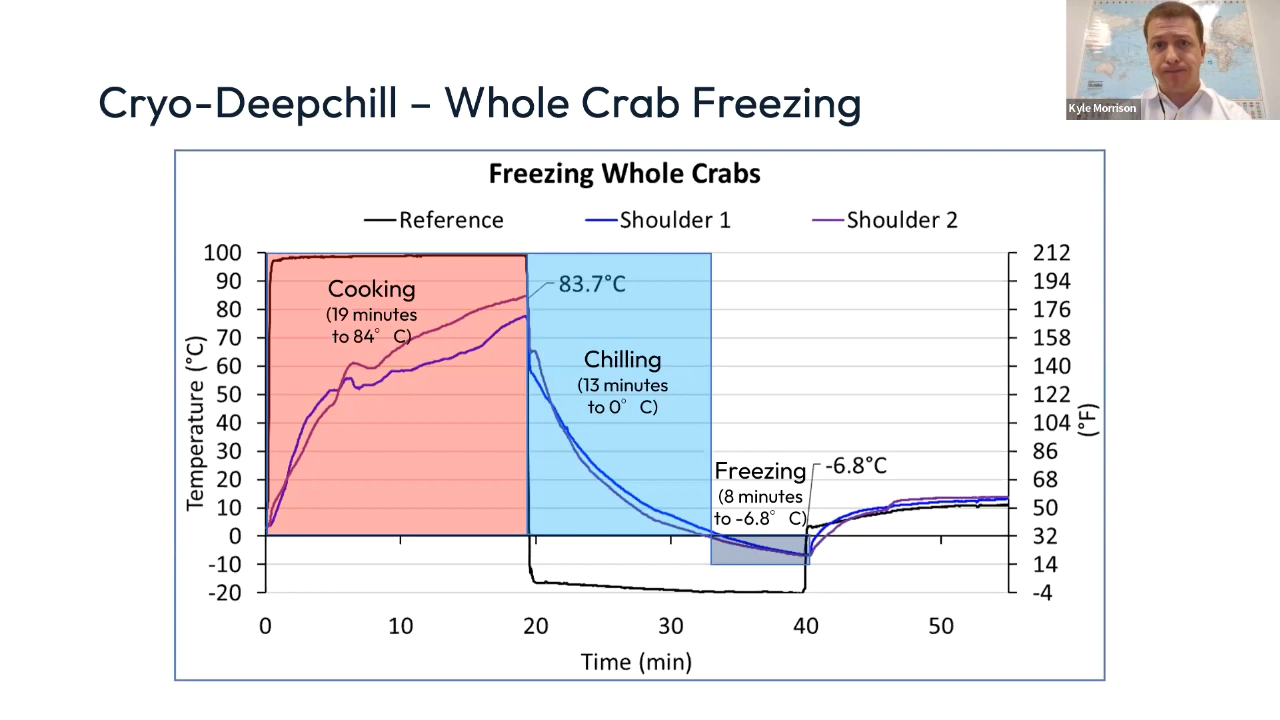 Cryo-Deepchill – Whole Crab Freezing
Kyle Morrison
Freezing Whole Crabs
Reference
Shoulder 1
Shoulder 2
100
90
80
70
60
50
40
30
20
10
0
-10
-20
Temperature (°C)
Cooking
(19 minutes
to 84° C)
83.7°C
Chilling
(13 minutes
to 0° C)
Freezing
(8 minutes
to -6.8° C)
-6.8°C
212
194
176
158
140
122
104
86
68
50
32
14
-4
(°F)
0
10
20
30
40
50
Time (min)